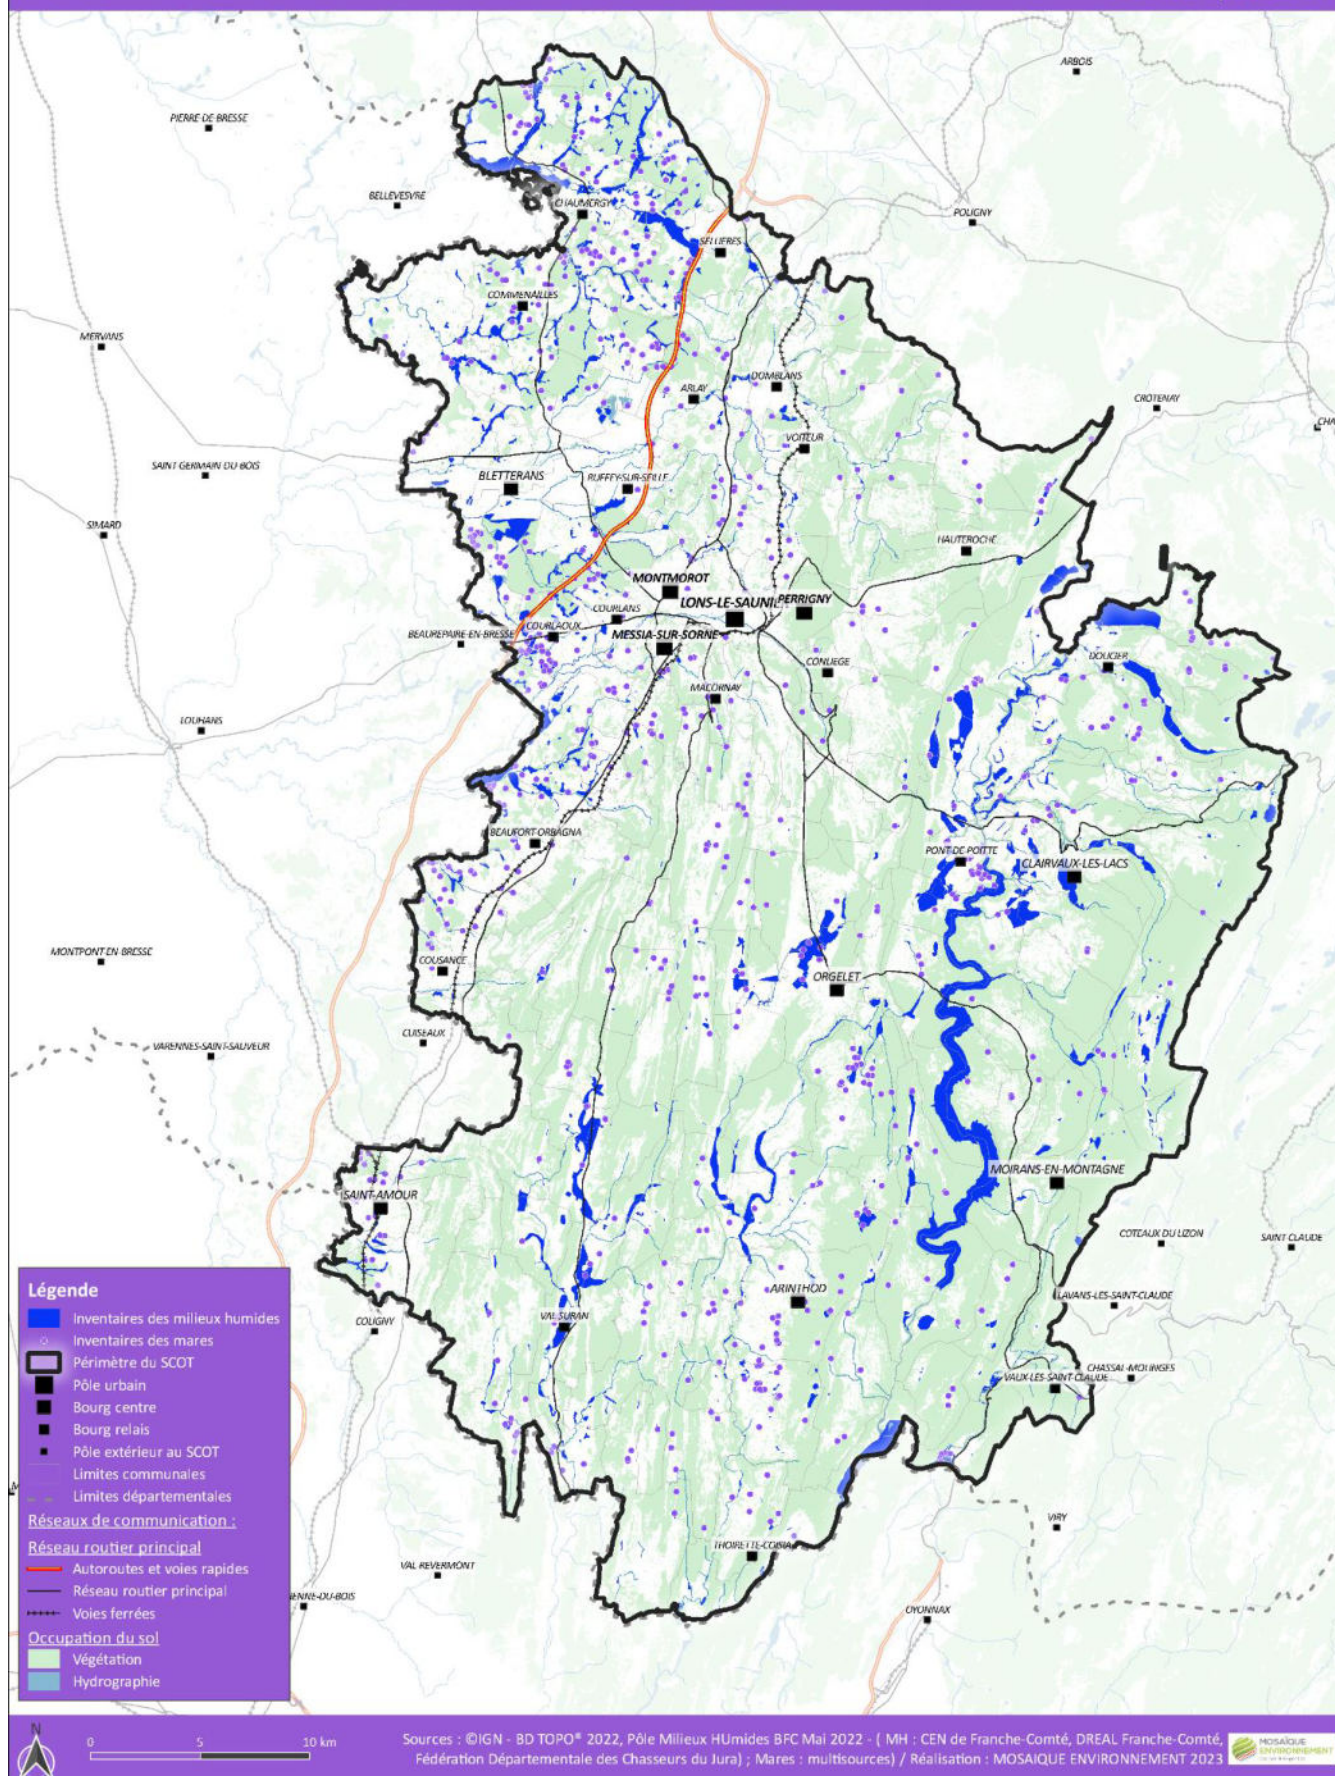 ARBOIS
PIERRE-DE-BRESSE
BELLEVESVRE
CHAUMERGY
POLIGNY
SELLIERES
COMMENAILLES
MERVANS
ARLAY
DOMBLANS
CROTENAY
CHA
VOITEUR
SAINT-GERMAIN-DU-BOIS
BLETTERANS
RUFFEY-SUR-SEILLE
SIMARD
HAUTEROCHE
MONTMOROT
LONS-LE-SAUNIE
PERRIGNY
COURLANS
COURLAOUX
BEAUREPAIRE-EN-BRESSE
MESSIA-SUR-SORNE
CONLIEGE
DOUCIER
MACORNAY
LOUHANS
BEAUFORT-ORBAGNA
PONT-DE-POITTE
CLAIRVAUX-LES-LACS
MONTPONT-EN-BRESSE
COUSANCE
ORGELET
CUISEAUX
VARENNES-SAINT-SAUVEUR
MOIRANS-EN-MONTAGNE
SAINT-AMOUR
COTEAUX DU LIZON
SAINT-CLAUDE
ARINTHOD
LAVANS-LES-SAINT-CLAUDE
COLIGNY
VAL SURAN
CHASSAL-MOLINGES
VAUX-LES-SAINT-CLAUDE
VIRY
THOIRETTE-COISIA
VAL-REVERMONT
IENNE-DU-BOIS
OYONNAX
Légende
Inventaires des milieux humides
Inventaires des mares
Périmètre du SCOT
Pôle urbain
Bourg centre
Bourg relais
Pôle extérieur au SCOT
Limites communales
Limites départementales
Réseaux de communication :
Réseau routier principal
Autoroutes et voies rapides
Réseau routier principal
Voies ferrées
Occupation du sol
Végétation
Hydrographie
N
0 5 10 km
Sources : ©IGN - BD TOPO® 2022, Pôle Milieux HUmides BFC Mai 2022 - ( MH : CEN de Franche-Comté, DREAL Franche-Comté,
Fédération Départementale des Chasseurs du Jura) ; Mares : multisources) / Réalisation : MOSAIQUE ENVIRONNEMENT 2023
MOSAÏQUE
ENVIRONNEMENT